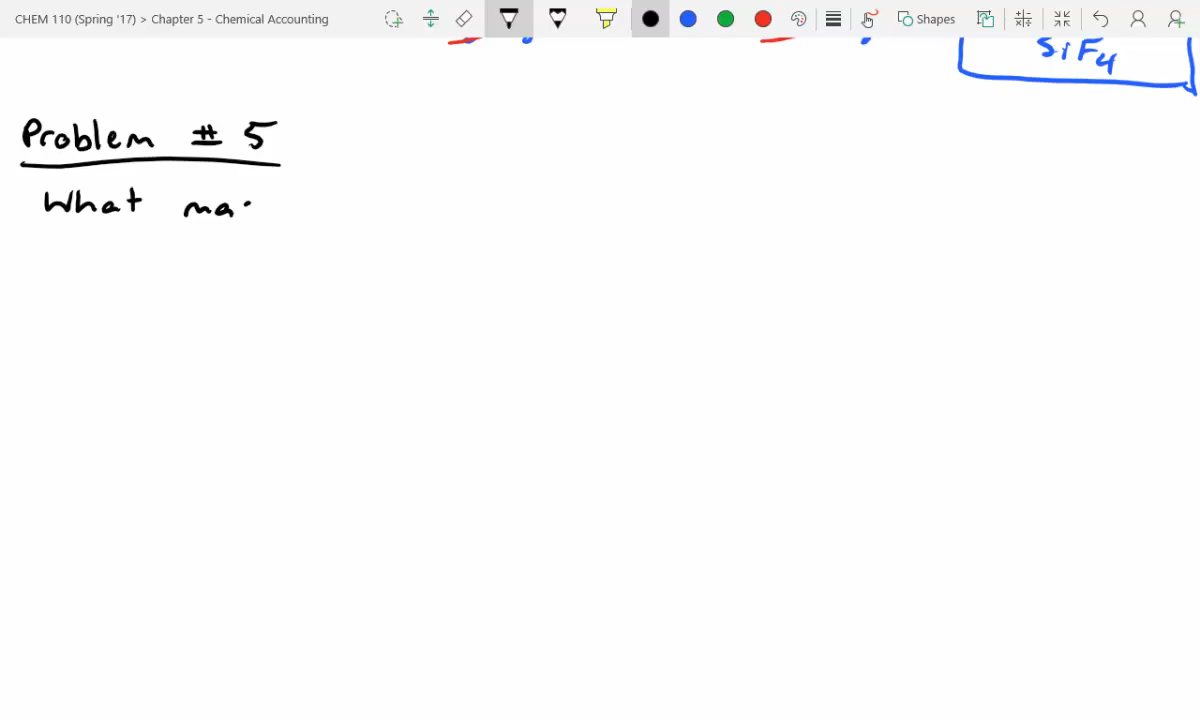 CHEM 110 (Spring '17) > Chapter 5 - Chemical Accounting
Shapes
SiF4
Problem # 5
What ma